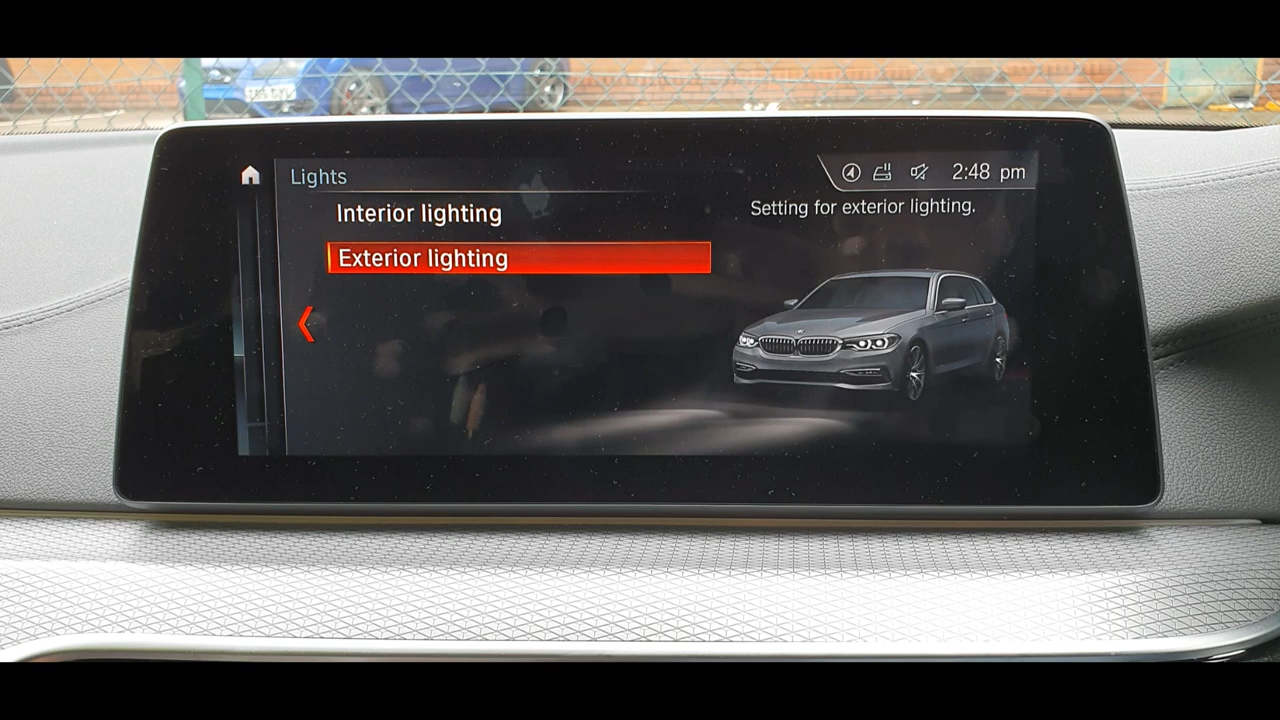 Lights
2:48 pm
Interior lighting
Setting for exterior lighting.
Exterior lighting